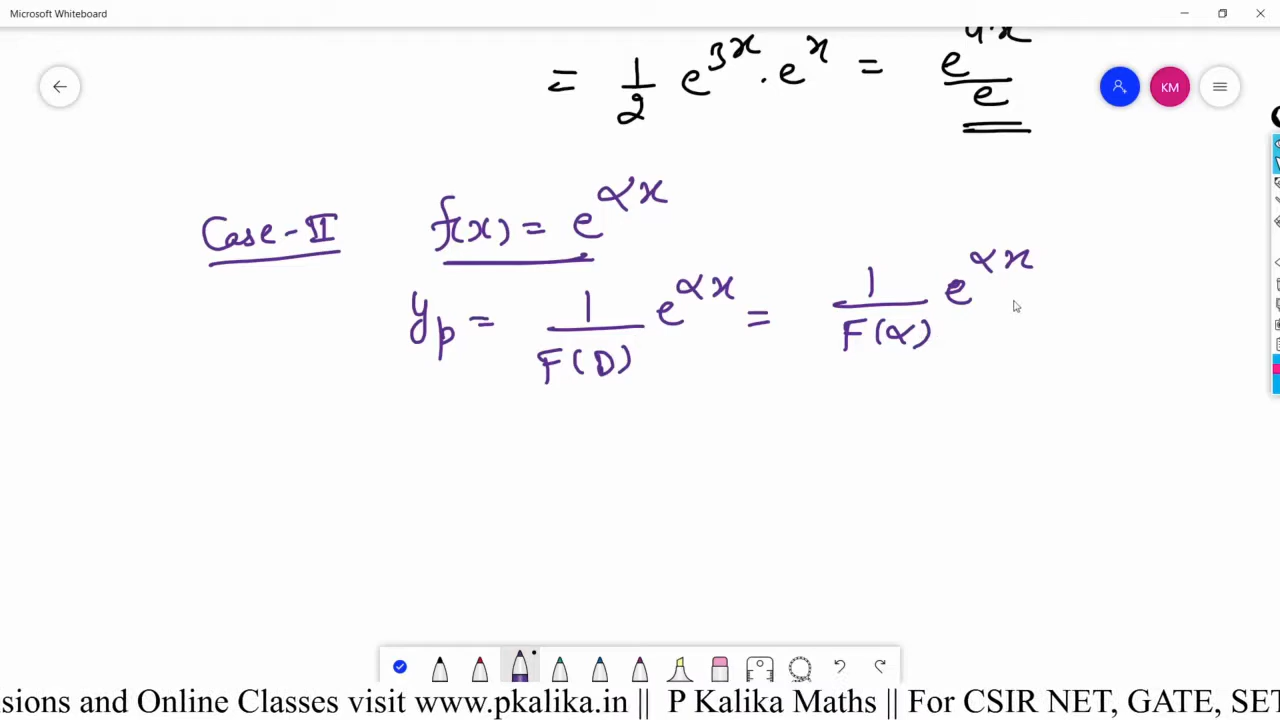 Microsoft Whiteboard
= 1/2 e^{3x} . e^x = e^{4x}/e
KM
Case-II f(x) = e^{αx}
y_p = 1/F(D) e^{αx} = 1/F(α) e^{αx}
sions and Online Classes visit www.pkalika.in || P Kalika Maths || For CSIR NET, GATE, SET